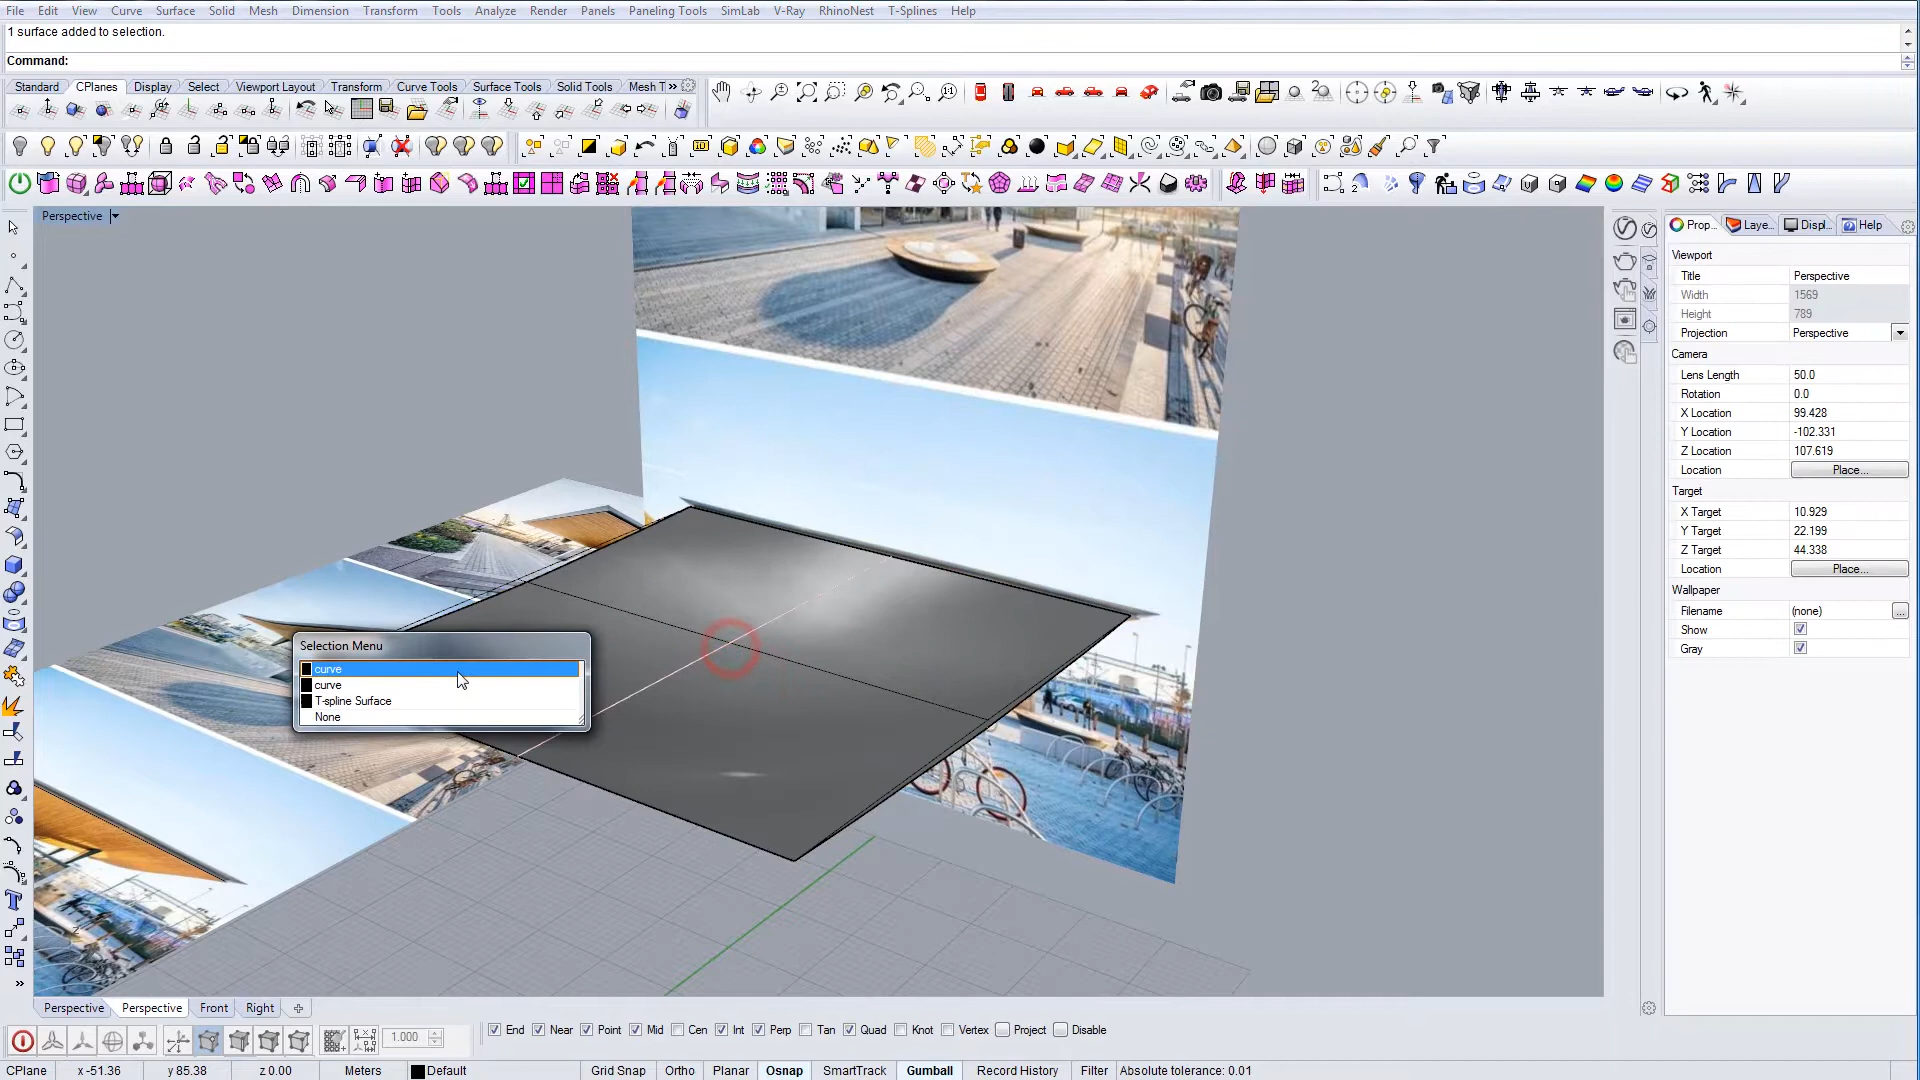 File Edit View Curve Surface Solid Mesh Dimension Transform Tools Analyze Render Panels Paneling Tools SimLab V-Ray RhinoNest T-Splines Help
1 surface added to selection.
Command:
Standard CPlanes Display Select Viewport Layout Transform Curve Tools Surface Tools Solid Tools Mesh T
Perspective
Prop... Laye... Displ... Help
Viewport
Title Perspective
Width 1569
Height 789
Projection Perspective
Camera
Lens Length 50.0
Rotation 0.0
X Location 99.428
Y Location -102.331
Z Location 107.619
Location Place...
Target
X Target 10.929
Y Target 22.199
Z Target 44.338
Location Place...
Wallpaper
Filename (none) ...
Show
Gray
Selection Menu
curve
curve
T-spline Surface
None
Perspective Perspective Front Right
1.000 End Near Point Mid Cen Int Perp Tan Quad Knot Vertex Project Disable
CPlane x -51.36 y 85.38 z 0.00 Meters Default Grid Snap Ortho Planar Osnap SmartTrack Gumball Record History Filter Absolute tolerance: 0.01